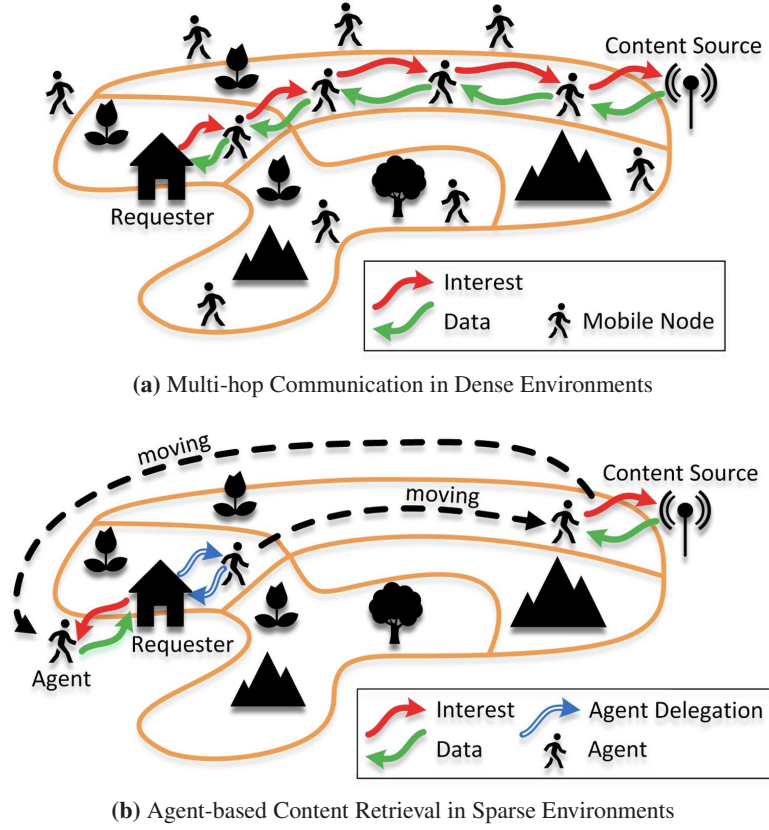 Content Source
Requester
Interest
Data
Mobile Node
(a) Multi-hop Communication in Dense Environments
moving
Content Source
moving
Requester
Agent
Interest
Agent Delegation
Data
Agent
(b) Agent-based Content Retrieval in Sparse Environments